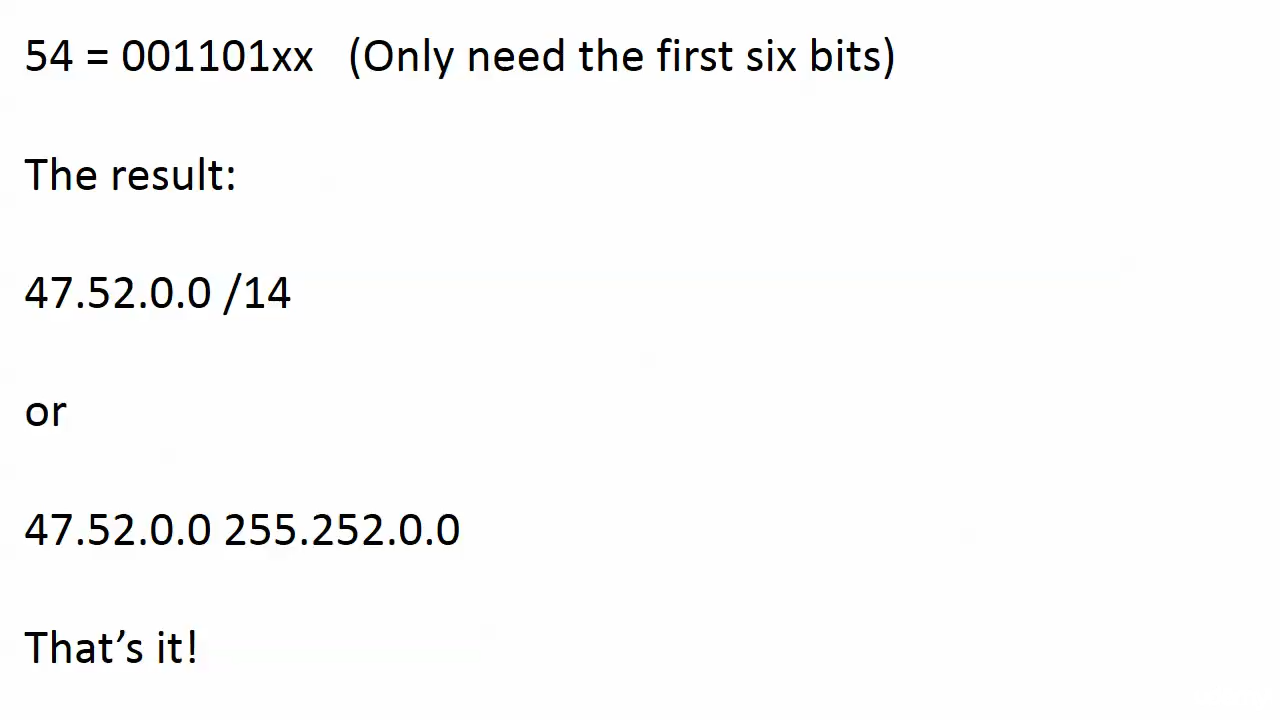 54 = 001101xx (Only need the first six bits)
The result:
47.52.0.0 /14
or
47.52.0.0 255.252.0.0
That’s it!